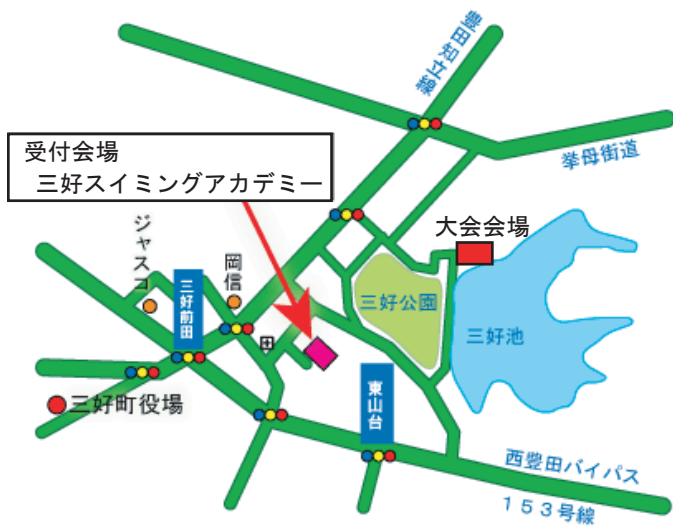 豊田知立線
挙母街道
受付会場
三好スイミングアカデミー
大会会場
ジャスコ
岡信
三好前田
三好公園
三好池
田
東山台
三好町役場
西豊田バイパス
153号線